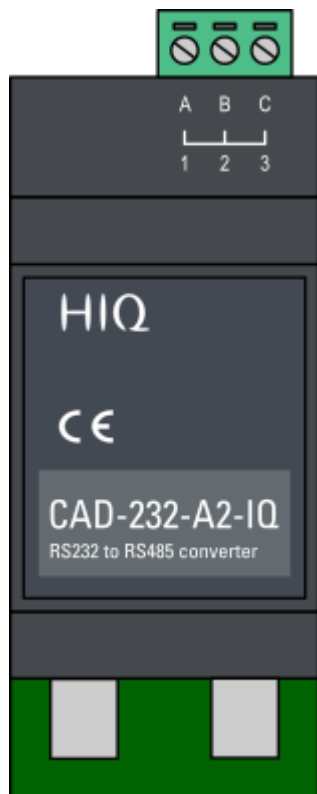 A B C
1 2 3
HIQ
CE
CAD-232-A2-IQ
RS232 to RS485 converter